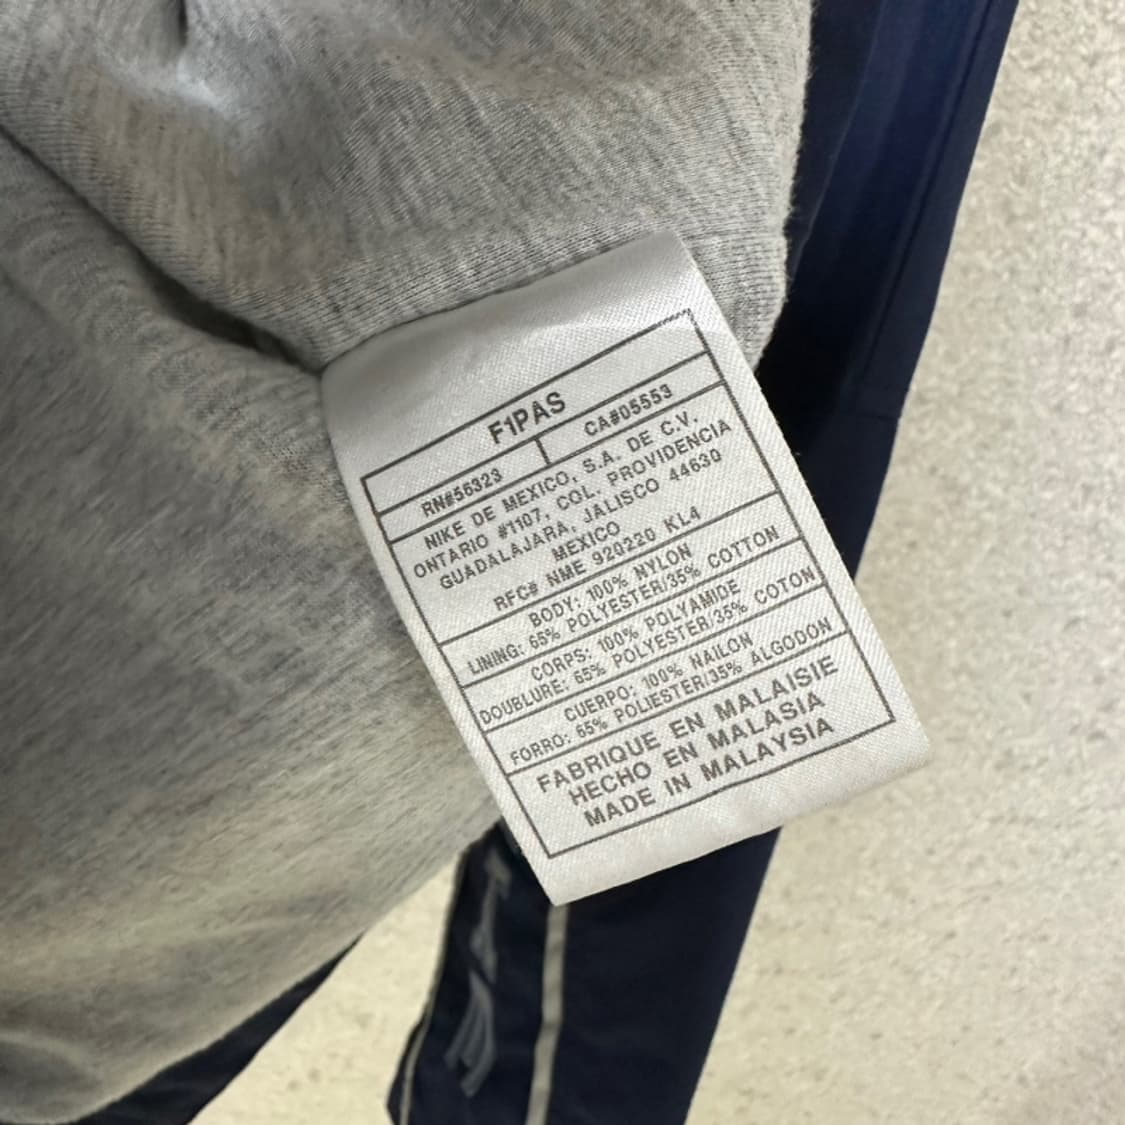 F1PAS
RN#56323 CA#05553
NIKE DE MEXICO, S.A. DE C.V.
ONTARIO #1107, COL. PROVIDENCIA
GUADALAJARA, JALISCO 44630
MEXICO
RFC# NME 920220 KL4
BODY: 100% NYLON
LINING: 65% POLYESTER/35% COTTON
CORPS: 100% POLYAMIDE
DOUBLURE: 65% POLYESTER/35% COTON
CUERPO: 100% NAILON
FORRO: 65% POLIESTER/35% ALGODON
FABRIQUE EN MALAISIE
HECHO EN MALASIA
MADE IN MALAYSIA